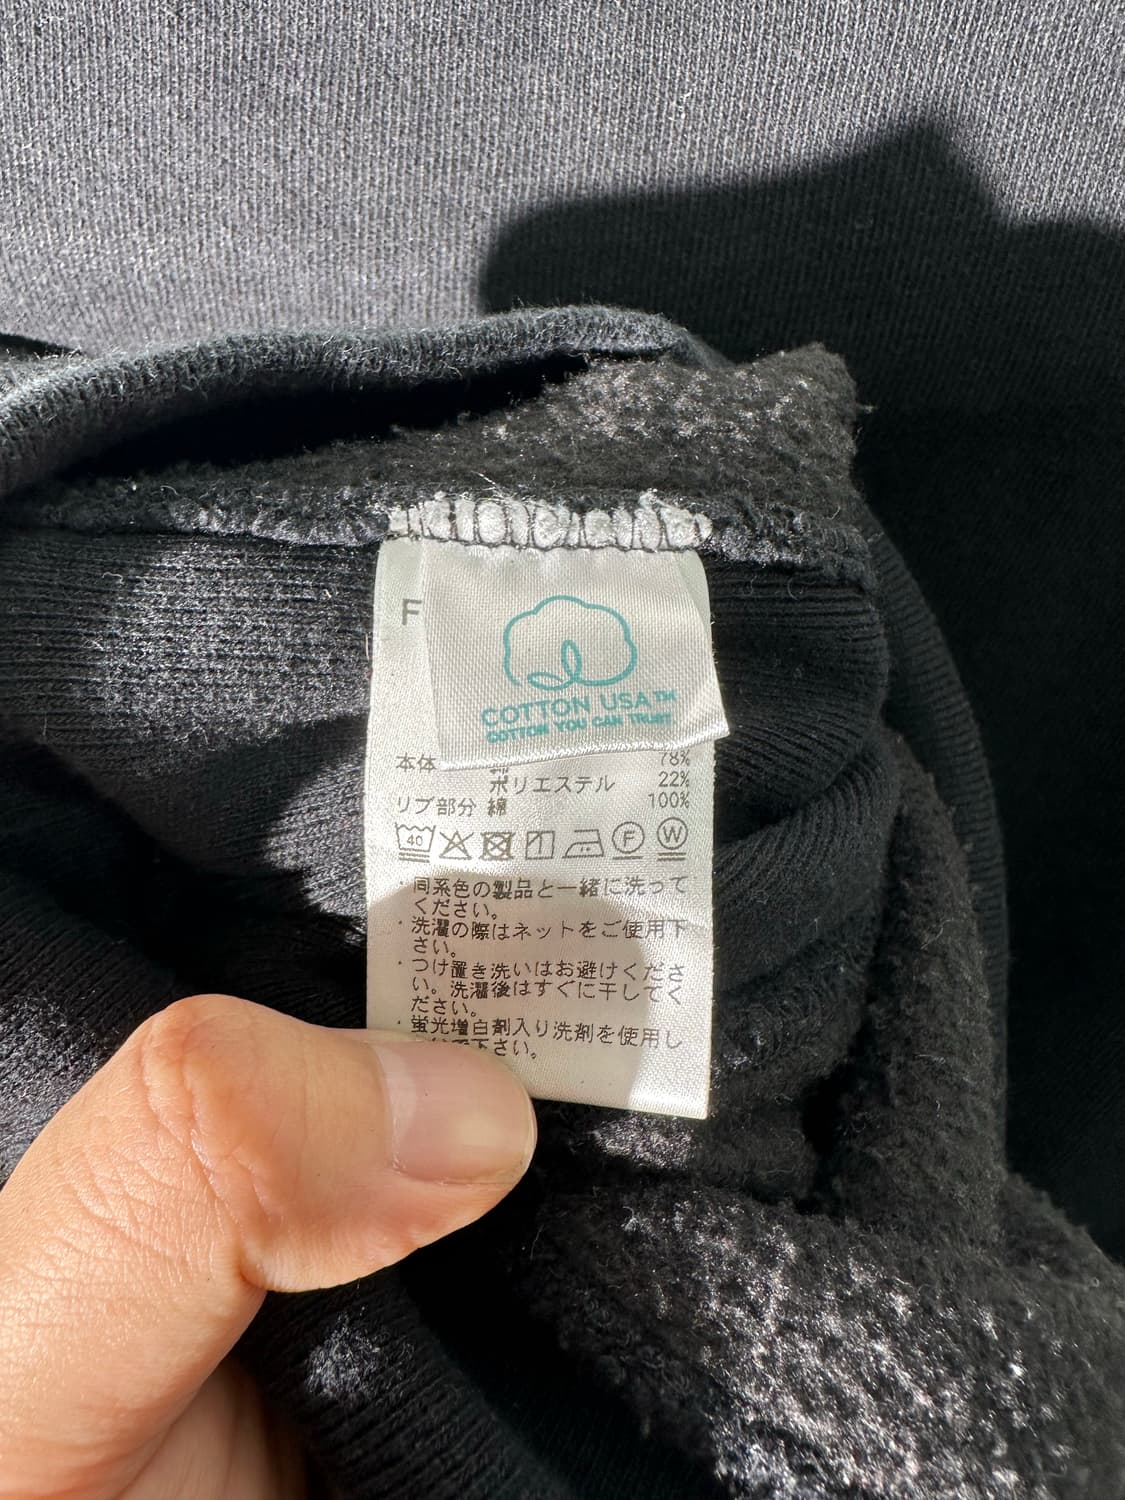 F
COTTON USA™
COTTON YOU CAN TRUST
本体 78%
ポリエステル 22%
リブ部分 綿 100%
40 F W
・同系色の製品と一緒に洗って
ください。
・洗濯の際はネットをご使用下
さい。
・つけ置き洗いはお避けくださ
い。洗濯後はすぐに干してく
ださい。
・蛍光増白剤入り洗剤を使用し
下さい。